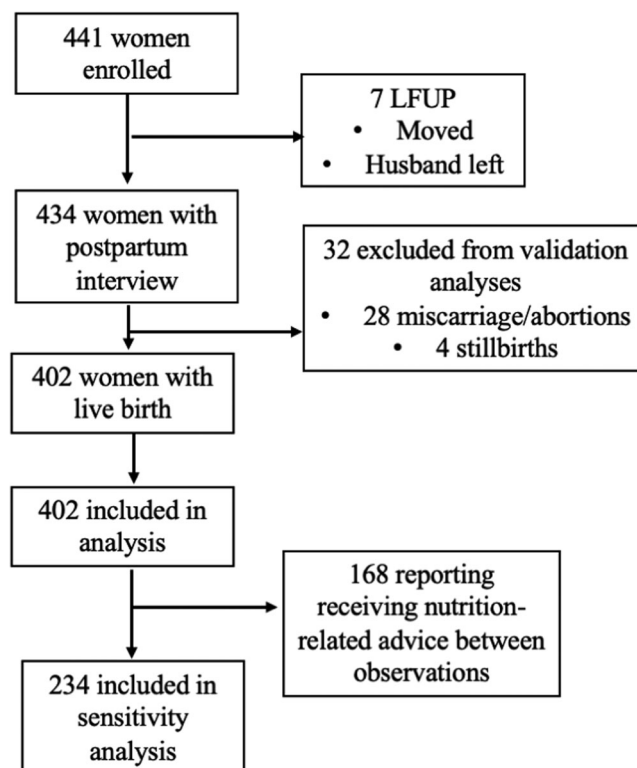 441 women
enrolled
7 LFUP
• Moved
• Husband left
434 women with
postpartum
interview
32 excluded from validation
analyses
• 28 miscarriage/abortions
• 4 stillbirths
402 women with
live birth
402 included in
analysis
168 reporting
receiving nutrition-
related advice between
observations
234 included in
sensitivity
analysis